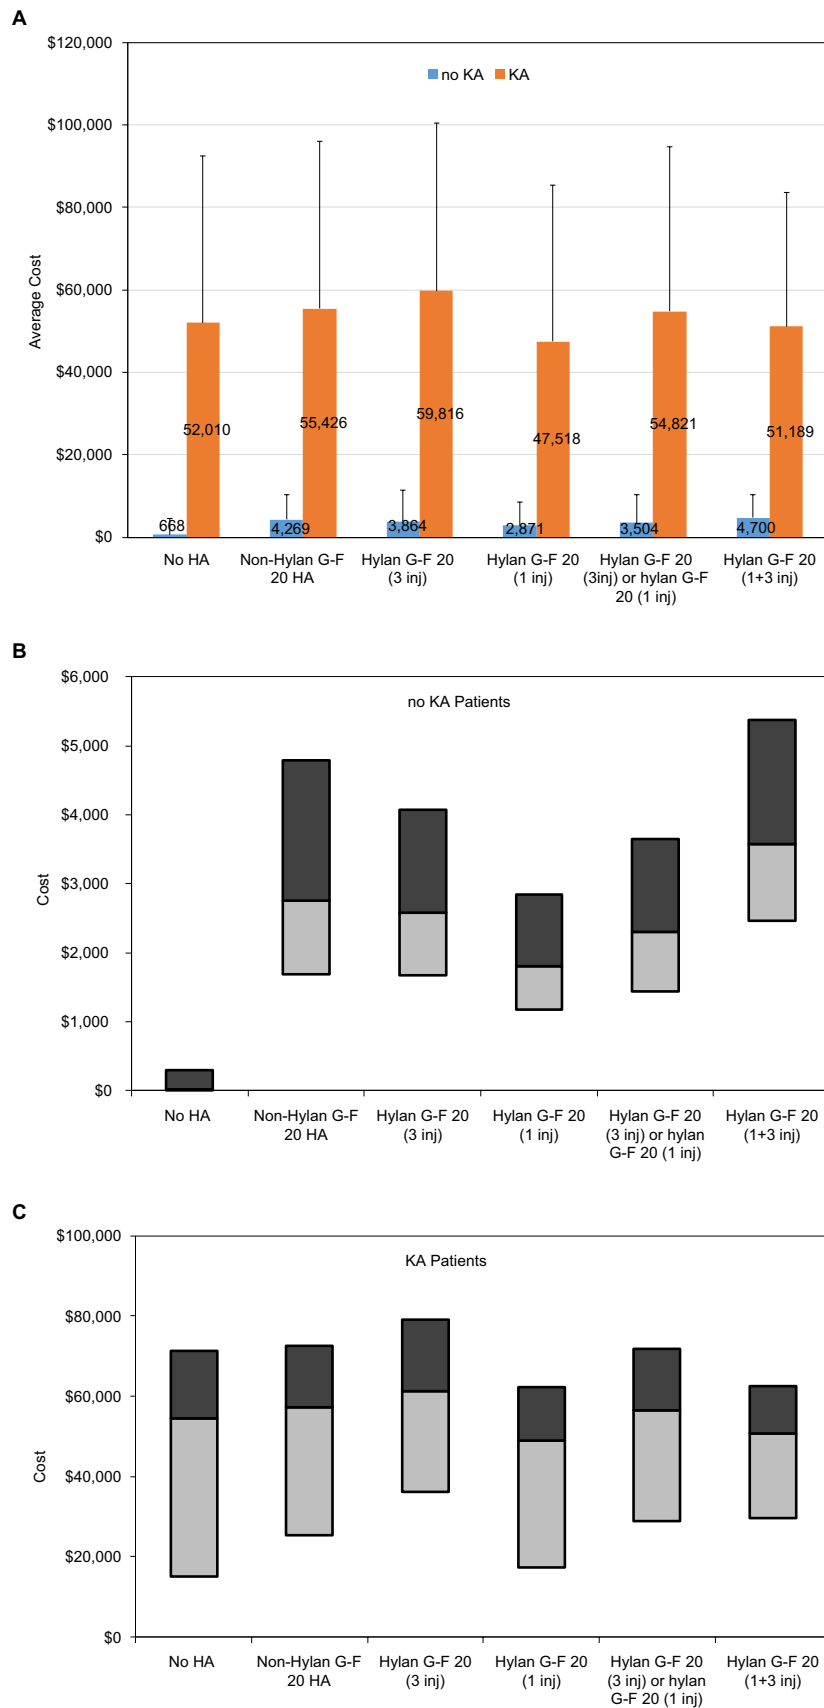 A
$120,000
no KA KA
$100,000
$80,000
$60,000
$40,000
$20,000
$0
Average Cost
668
52,010
4,269
55,426
3,864
59,816
2,871
47,518
3,504
54,821
4,700
51,189
No HA
Non-Hylan G-F
20 HA
Hylan G-F 20
(3 inj)
Hylan G-F 20
(1 inj)
Hylan G-F 20
(3inj) or hylan G-F
20 (1 inj)
Hylan G-F 20
(1+3 inj)
B
$6,000
no KA Patients
$5,000
$4,000
$3,000
$2,000
$1,000
$0
Cost
No HA
Non-Hylan G-F
20 HA
Hylan G-F 20
(3 inj)
Hylan G-F 20
(1 inj)
Hylan G-F 20
(3 inj) or hylan
G-F 20 (1 inj)
Hylan G-F 20
(1+3 inj)
C
$100,000
KA Patients
$80,000
$60,000
$40,000
$20,000
$0
Cost
No HA
Non-Hylan G-F
20 HA
Hylan G-F 20
(3 inj)
Hylan G-F 20
(1 inj)
Hylan G-F 20
(3 inj) or hylan
G-F 20 (1 inj)
Hylan G-F 20
(1+3 inj)